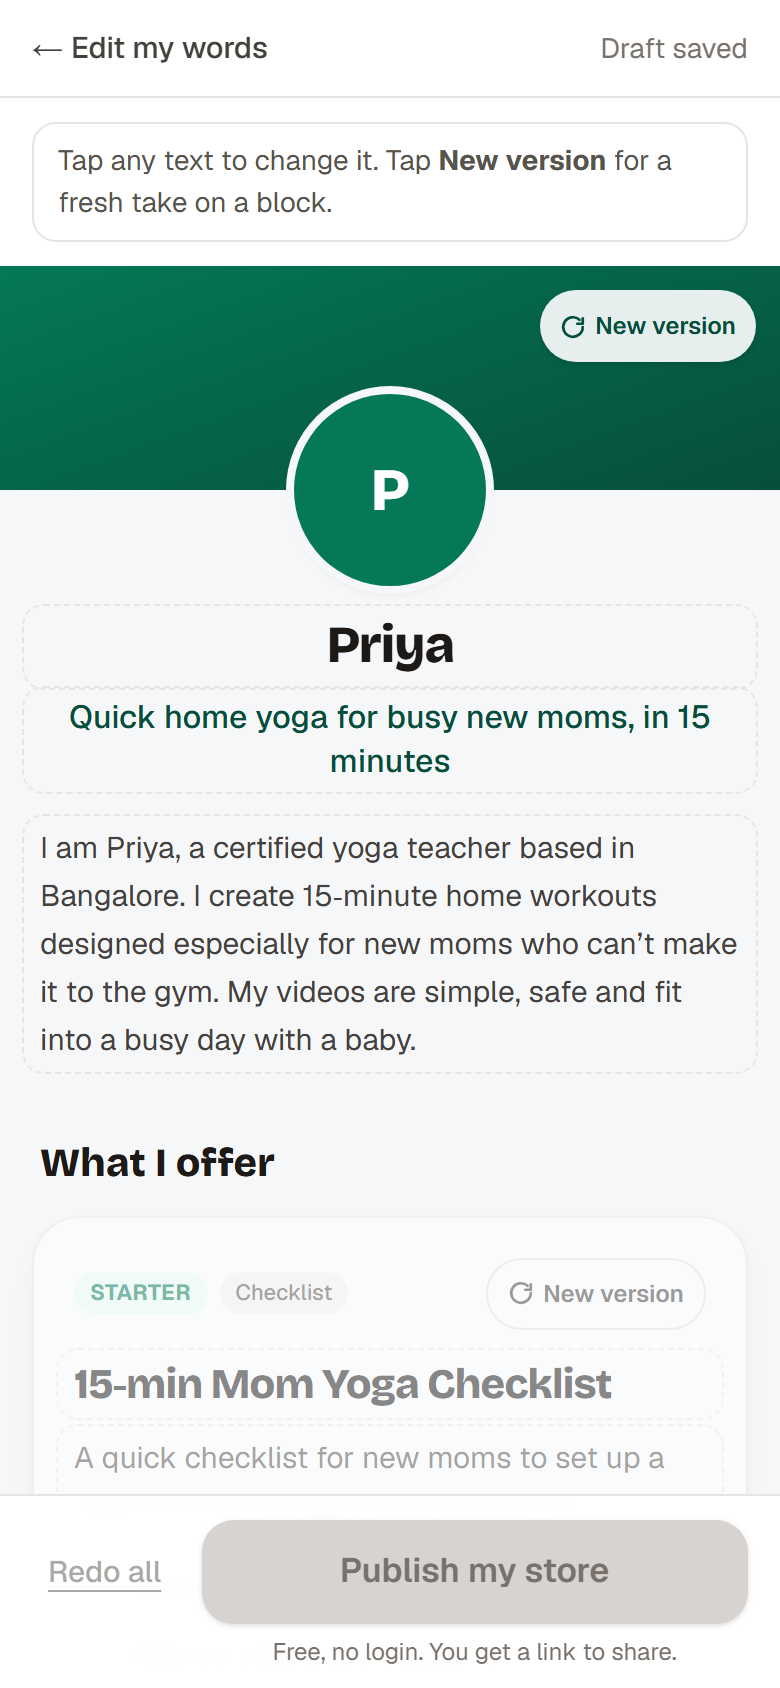 ← Edit my words
Draft saved
Tap any text to change it. Tap New version for a
fresh take on a block.
New version
P
Priya
Quick home yoga for busy new moms, in 15
minutes
I am Priya, a certified yoga teacher based in
Bangalore. I create 15-minute home workouts
designed especially for new moms who can’t make
it to the gym. My videos are simple, safe and fit
into a busy day with a baby.
What I offer
STARTER
Checklist
New version
15-min Mom Yoga Checklist
A quick checklist for new moms to set up a
Redo all
Publish my store
Free, no login. You get a link to share.